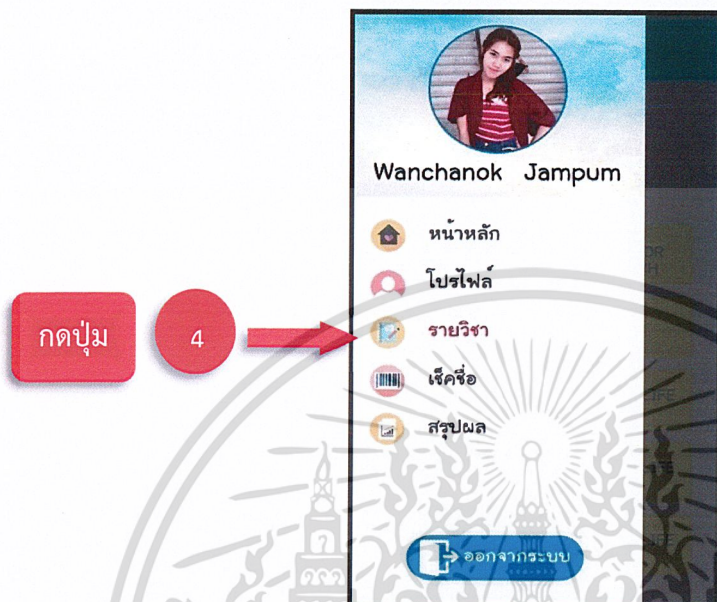 Wanchanok Jampum
หน้าหลัก
โปรไฟล์
กดปุ่ม 4
รายวิชา
เช็คชื่อ
สรุปผล
ออกจากระบบ